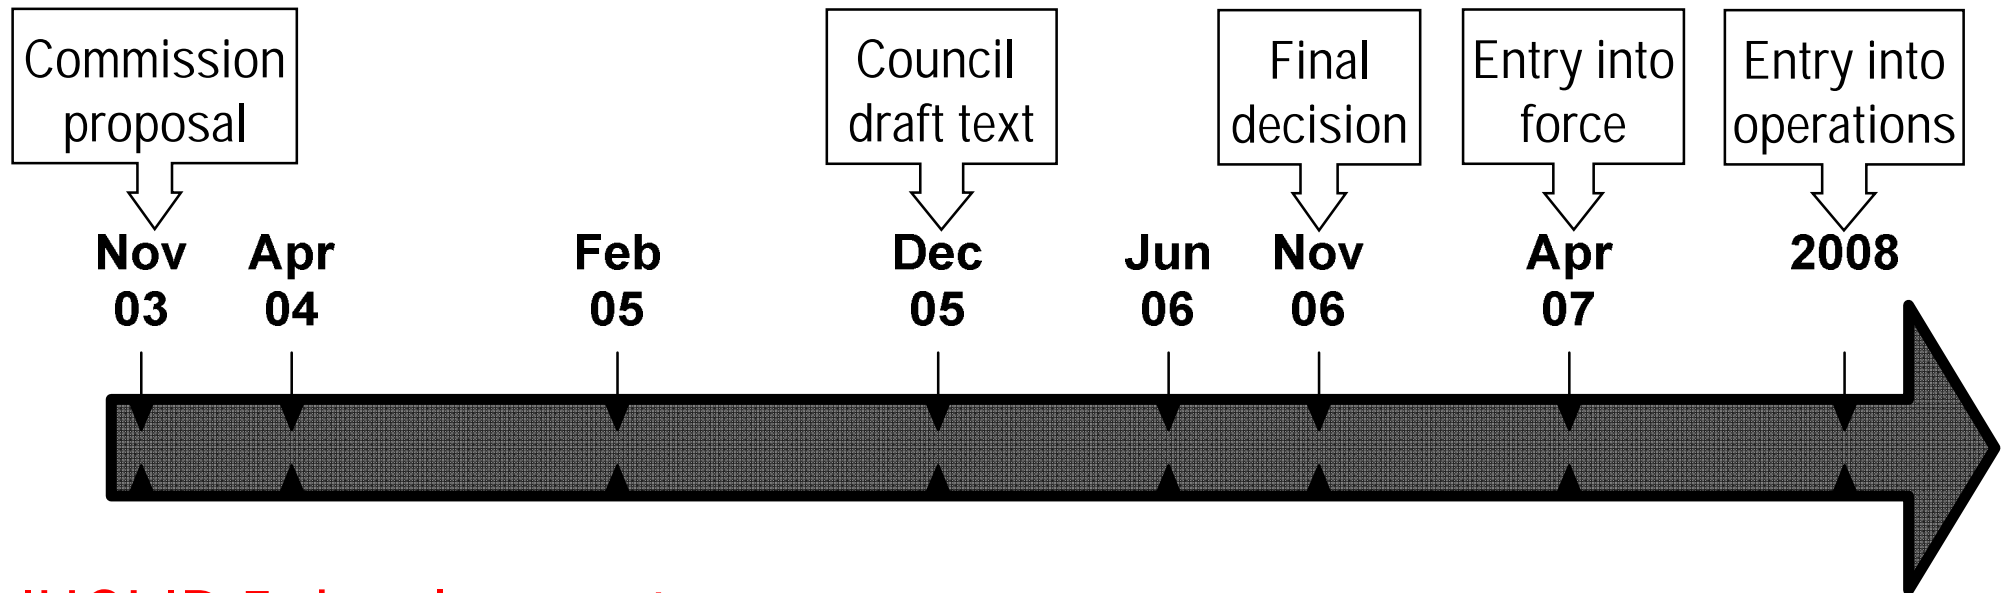 Commission
proposal
Council
draft text
Final
decision
Entry into
force
Entry into
operations
Nov
03
Apr
04
Feb
05
Dec
05
Jun
06
Nov
06
Apr
07
2008